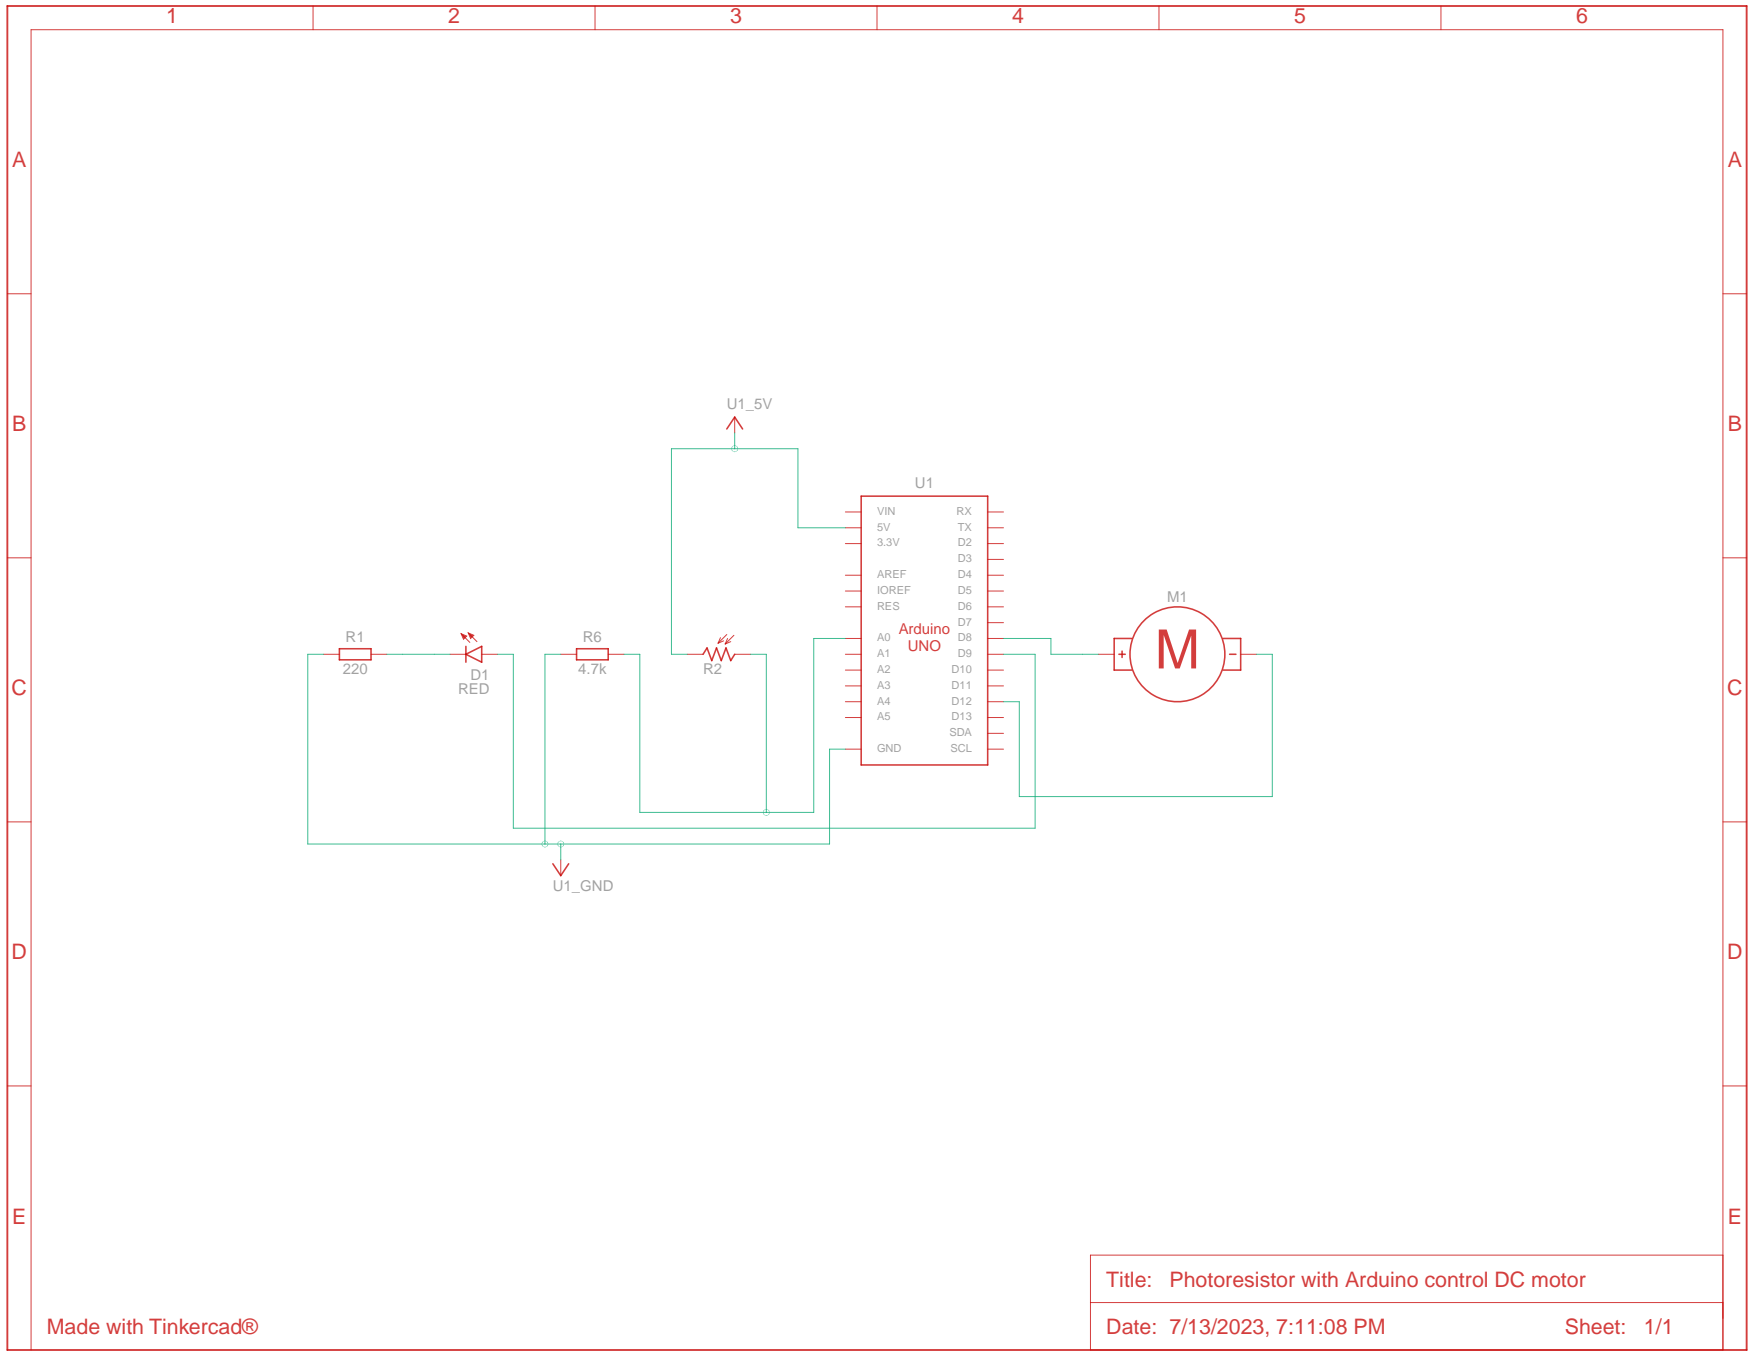 1 2 3 4 5 6
A A
B B
U1_5V
U1
VIN RX
5V TX
3.3V D2
D3
AREF D4
IOREF D5
RES D6
D7
A0 D8
A1 D9
A2 D10
A3 D11
A4 D12
A5 D13
SDA
GND SCL
Arduino
UNO
M1
+ M -
R1
220
D1
RED
R6
4.7k
R2
C C
U1_GND
D D
E E
Title: Photoresistor with Arduino control DC motor
Made with Tinkercad®
Date: 7/13/2023, 7:11:08 PM Sheet: 1/1